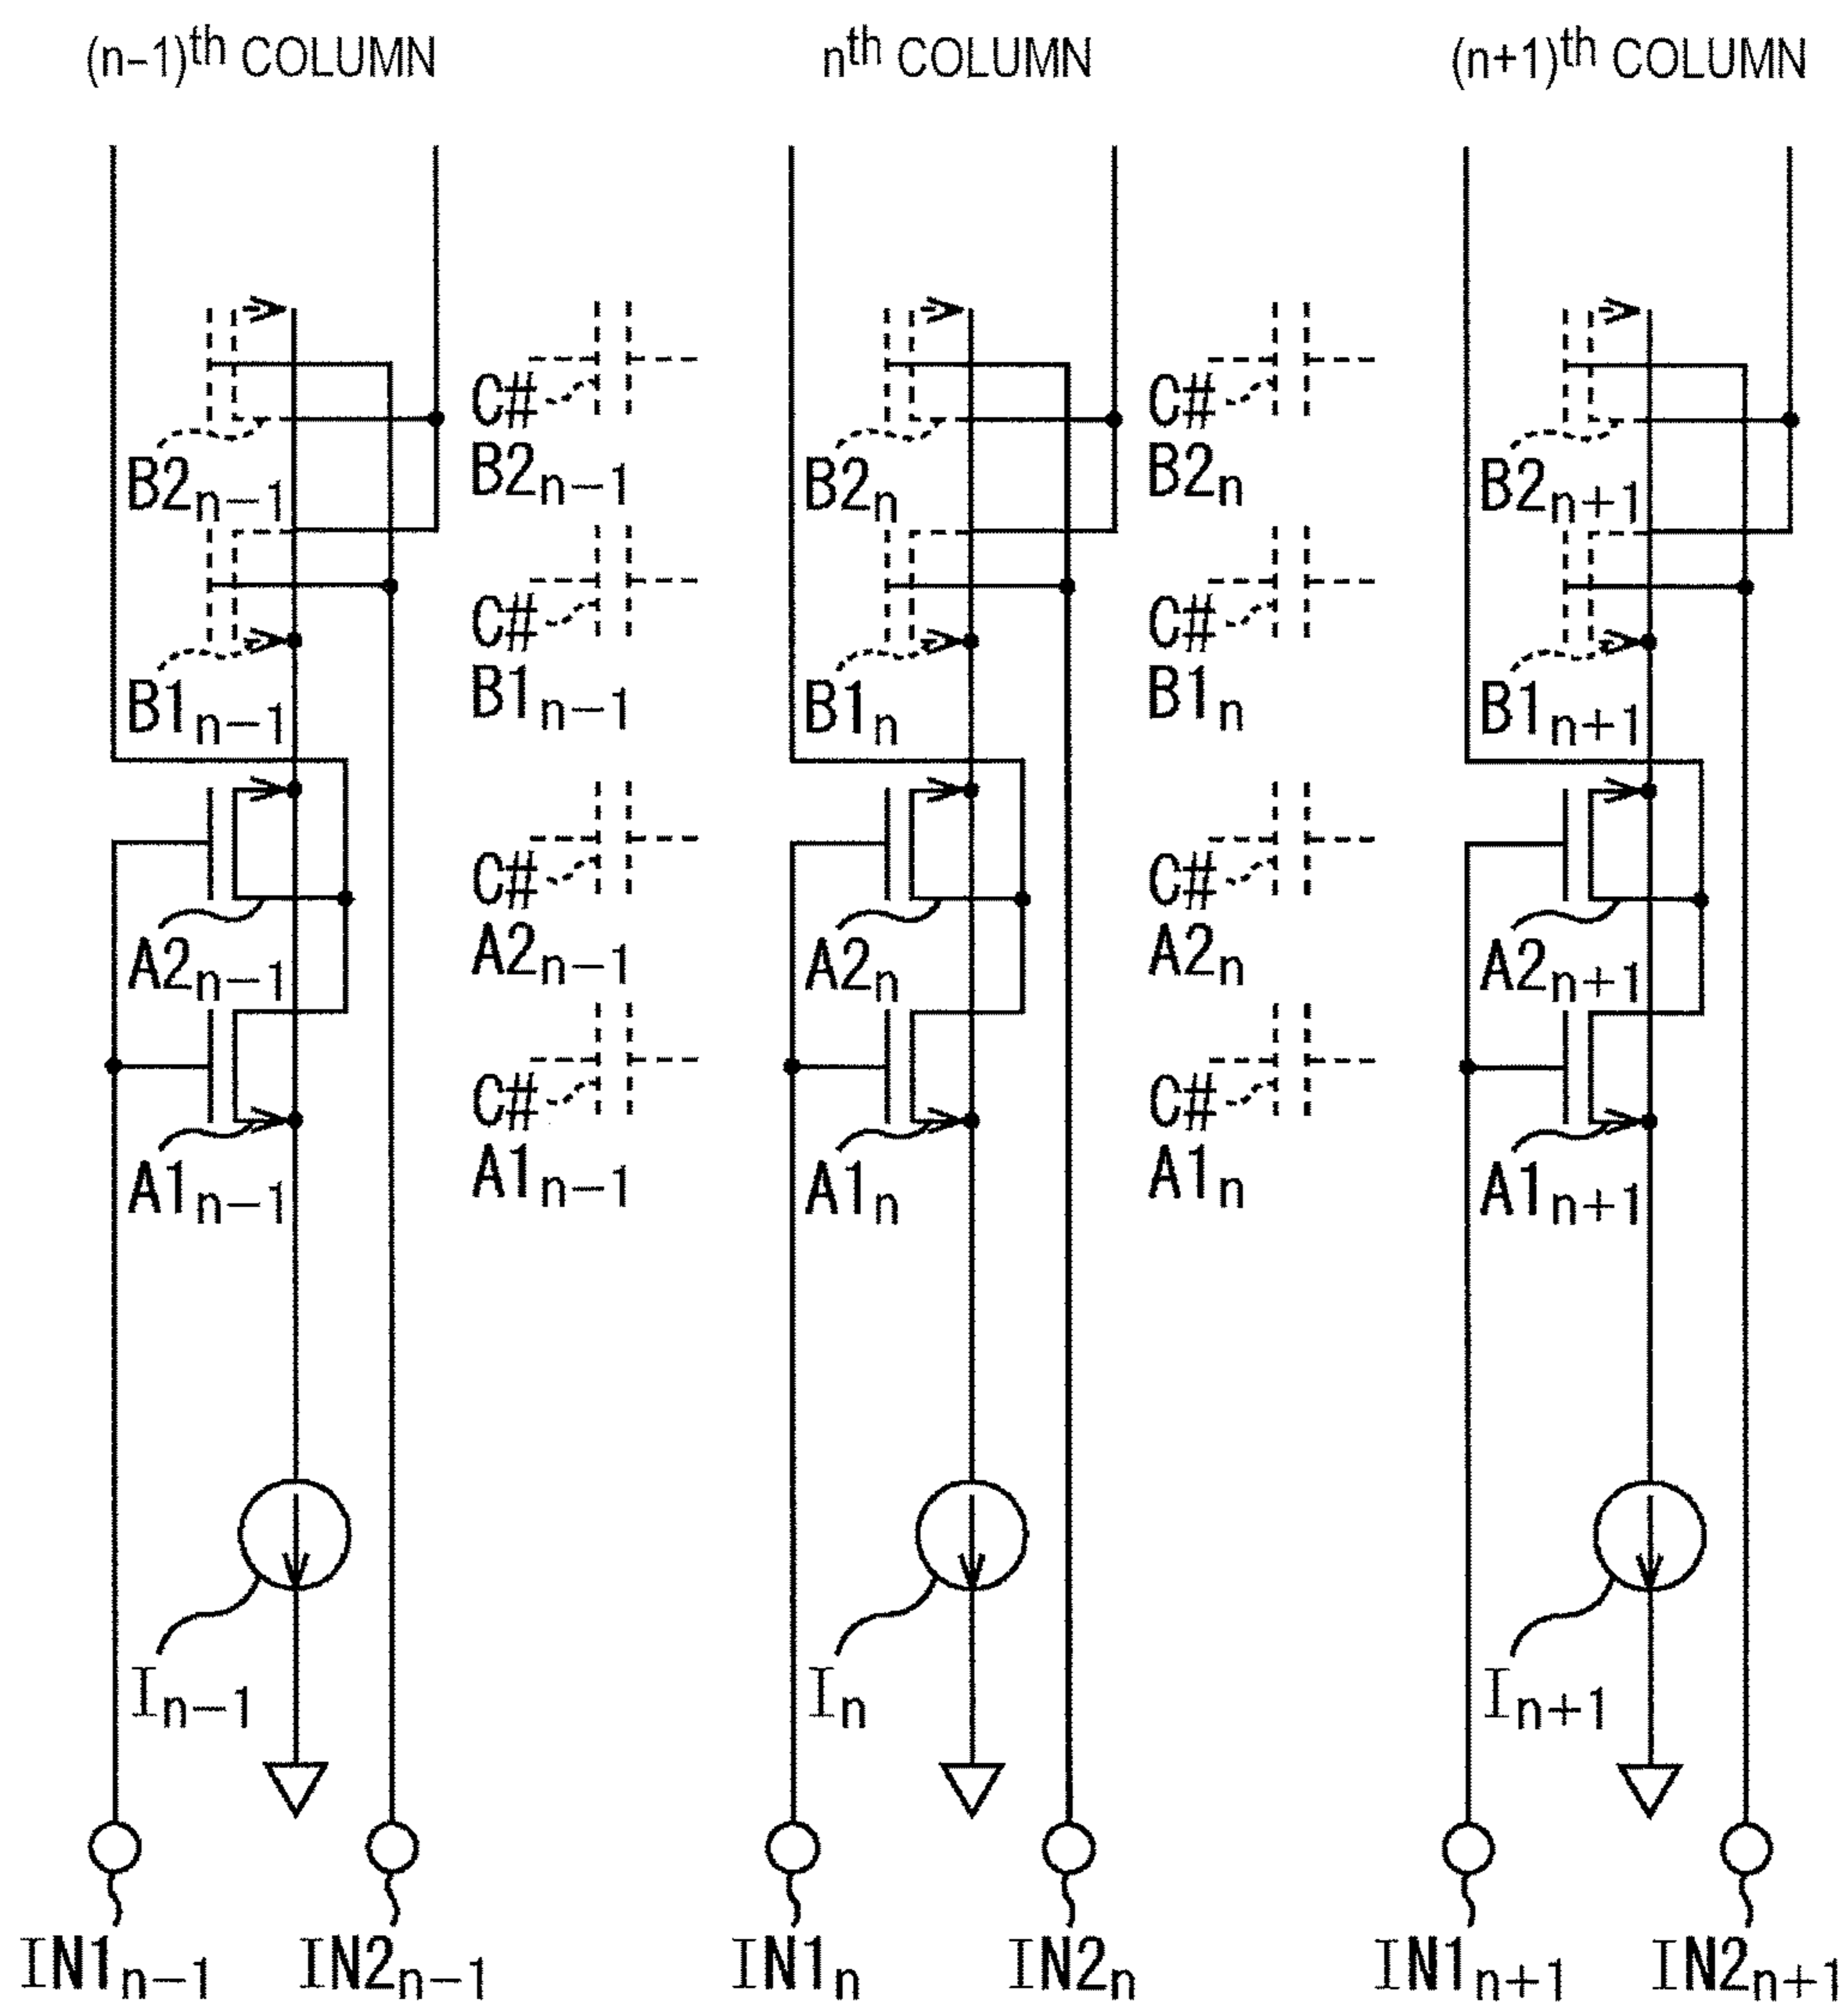 (n-1)th COLUMN nth COLUMN (n+1)th COLUMN
C# C#
B2n-1 B2n-1 B2n B2n B2n+1
C# C#
B1n-1 B1n-1 B1n B1n B1n+1
C# C#
A2n-1 A2n-1 A2n A2n A2n+1
C# C#
A1n-1 A1n-1 A1n A1n A1n+1
In-1 In In+1
IN1n-1 IN2n-1 IN1n IN2n IN1n+1 IN2n+1